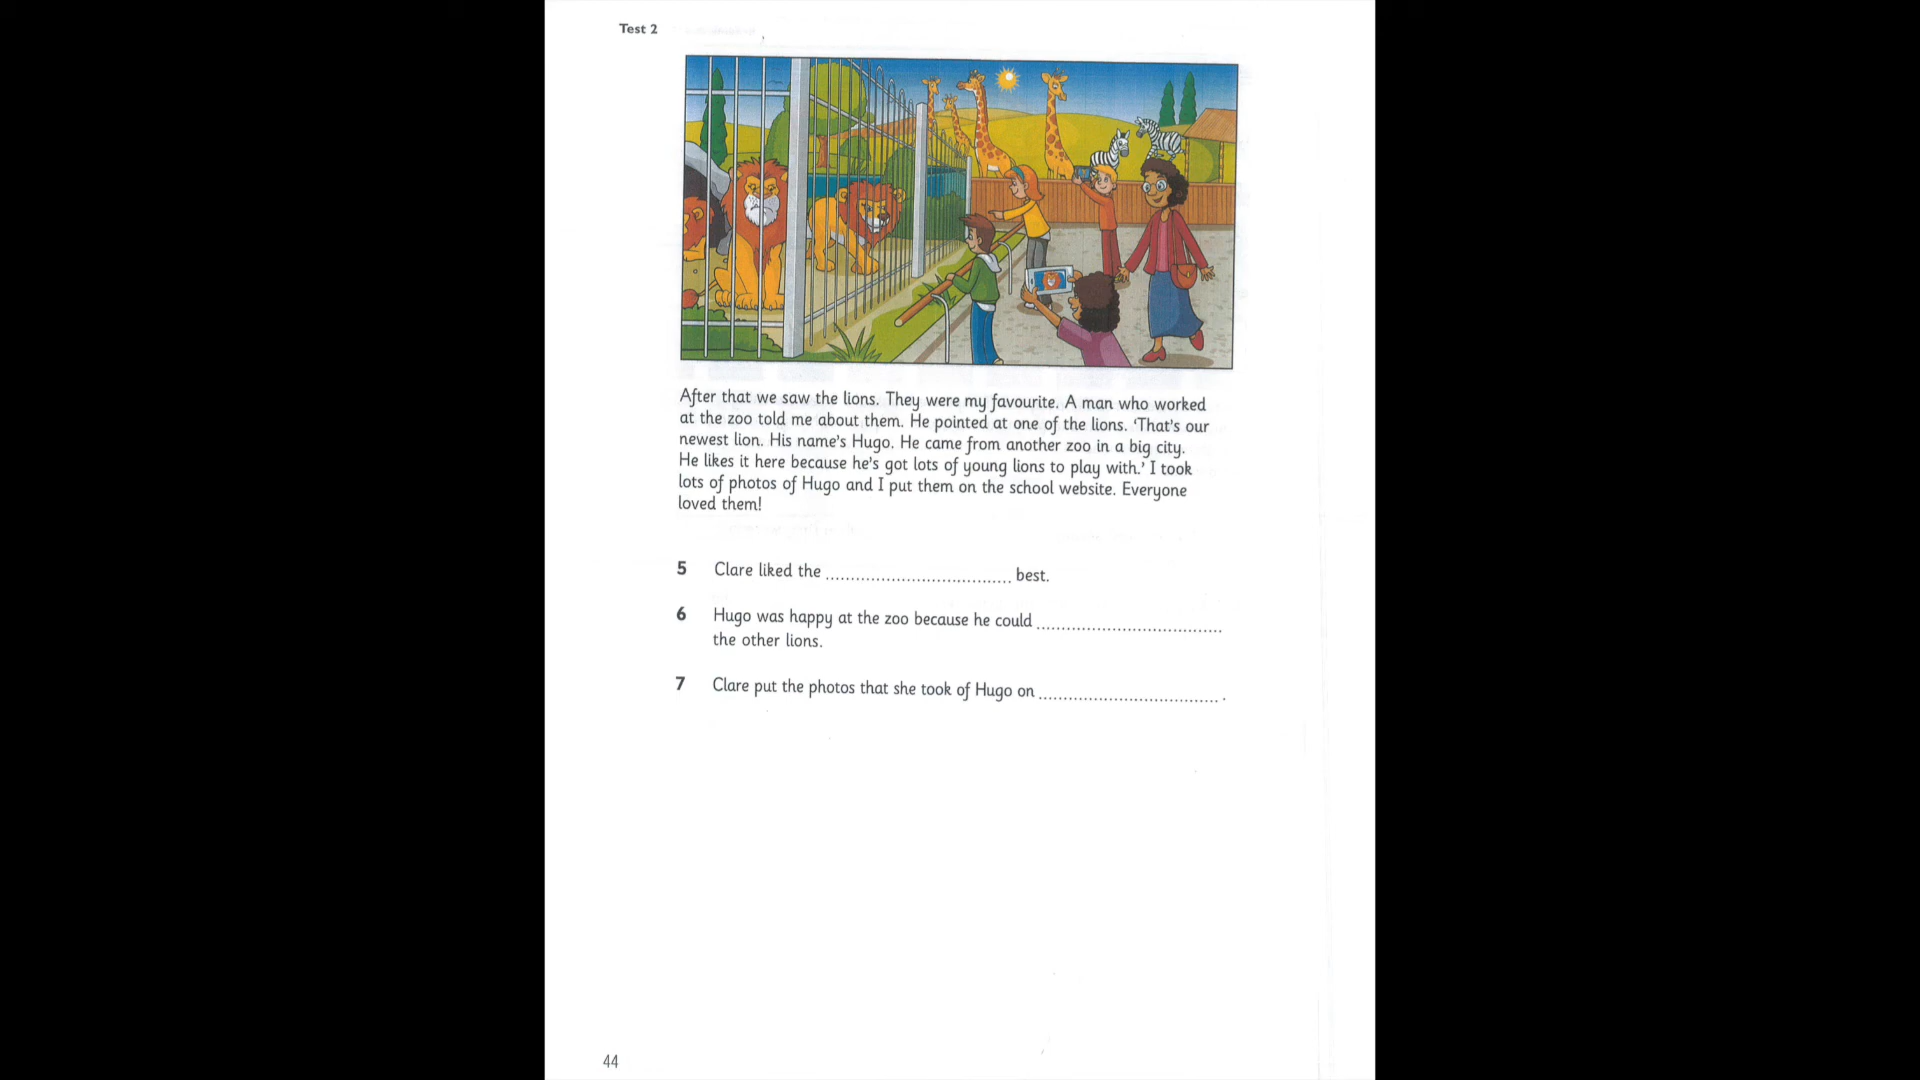 Test 2
After that we saw the lions. They were my favourite. A man who worked
at the zoo told me about them. He pointed at one of the lions. ‘That’s our
newest lion. His name’s Hugo. He came from another zoo in a big city.
He likes it here because he’s got lots of young lions to play with.’ I took
lots of photos of Hugo and I put them on the school website. Everyone
loved them!
5 Clare liked the ..................................... best.
6 Hugo was happy at the zoo because he could .....................................
the other lions.
7 Clare put the photos that she took of Hugo on ..................................... .
44